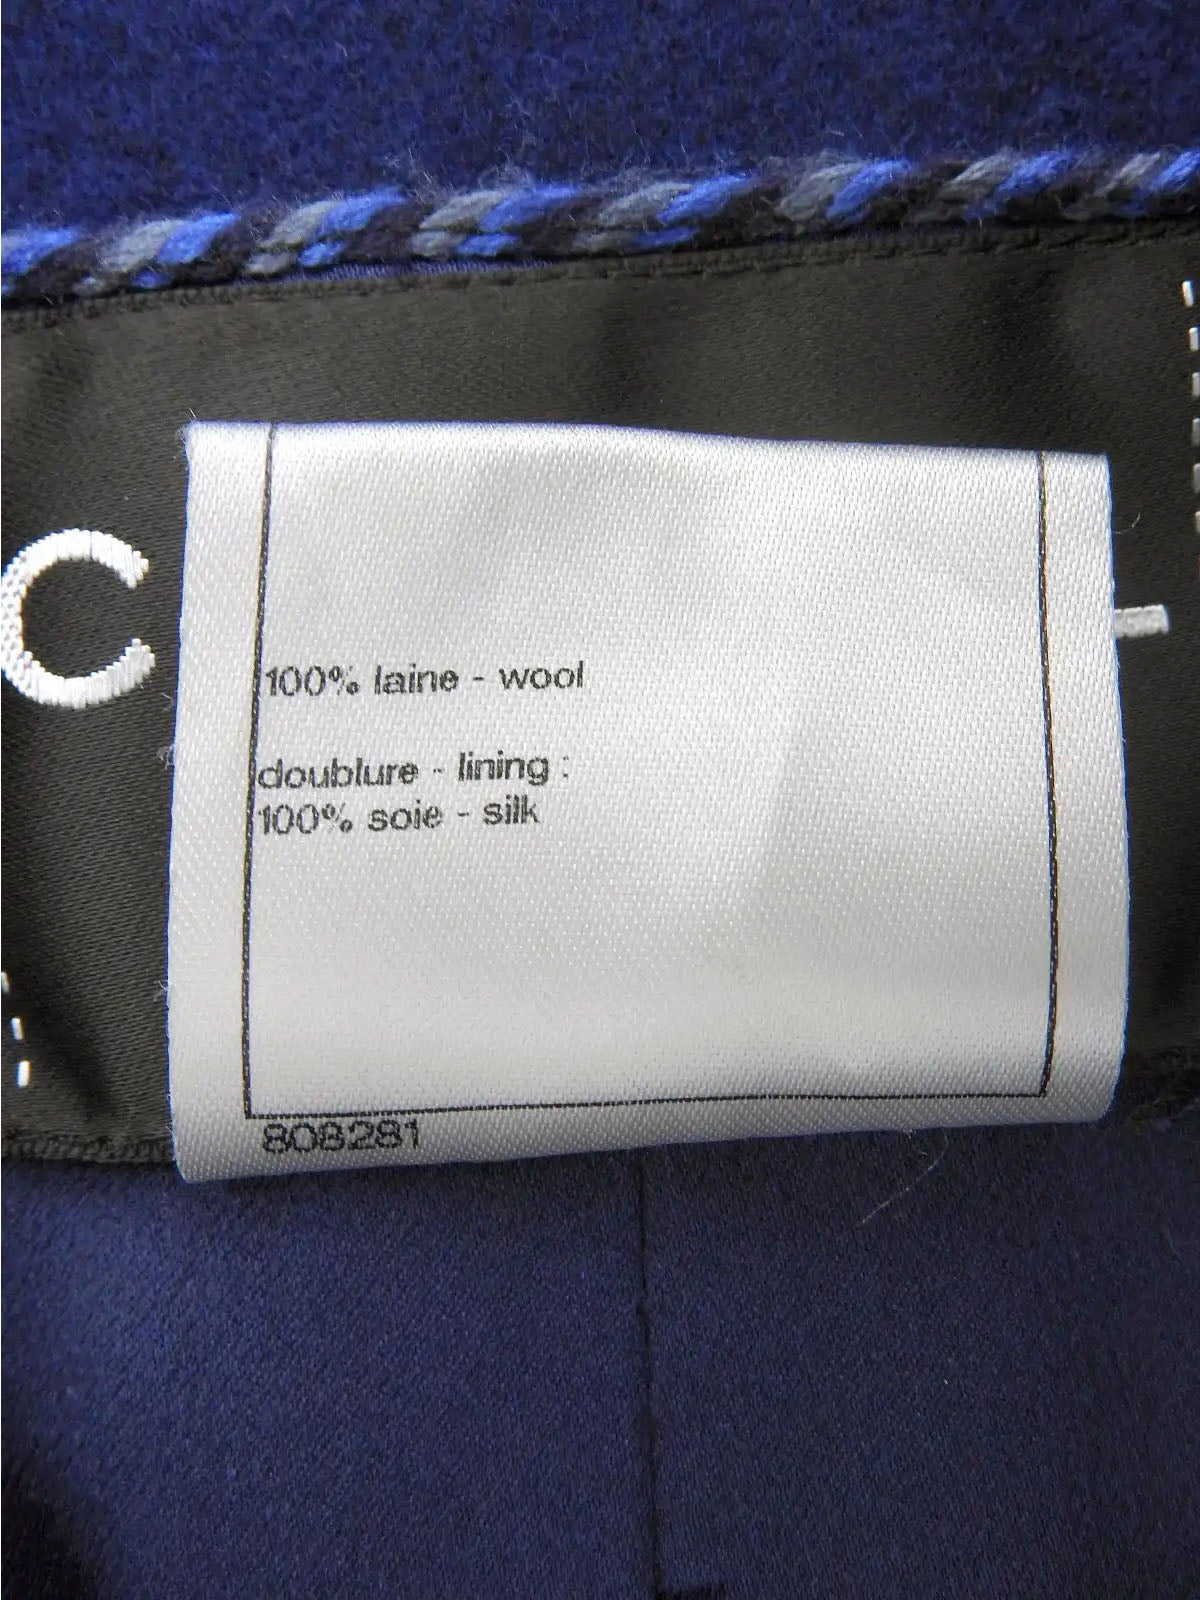 C
100% laine - wool
doublure - lining :
100% soie - silk
808281